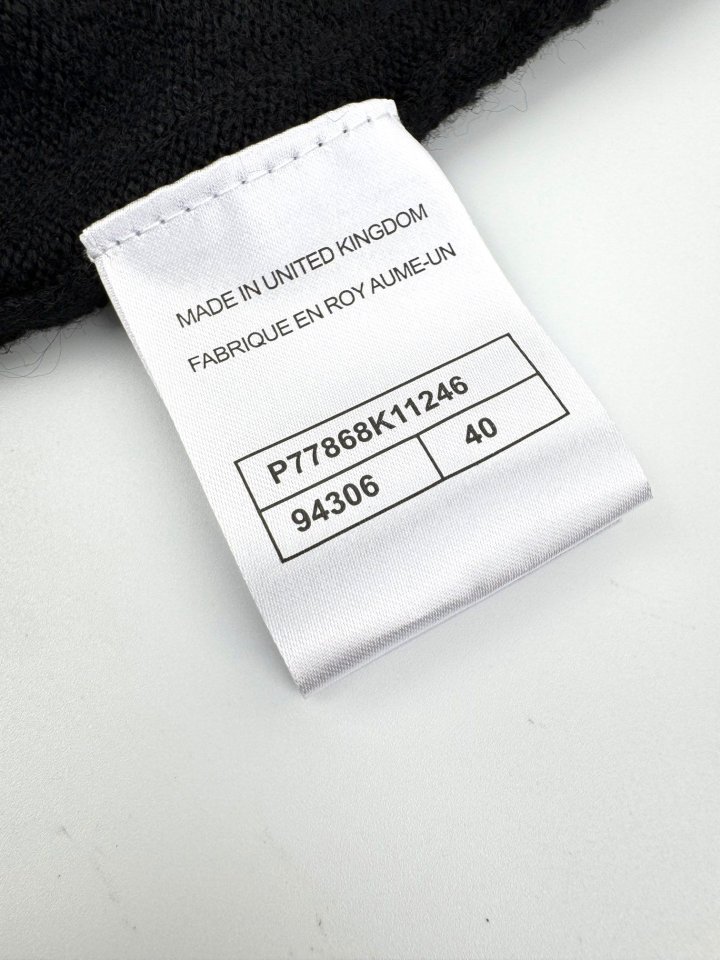 MADE IN UNITED KINGDOM
FABRIQUE EN ROY AUME-UN
P77868K11246
94306 40